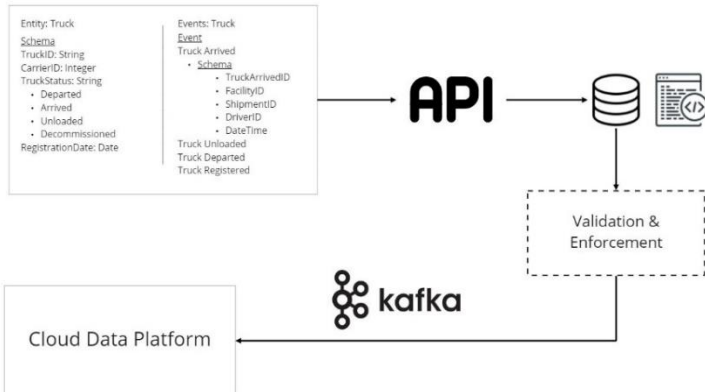 Entity: Truck
Schema
TruckID: String
CarrierID: Integer
TruckStatus: String
• Departed
• Arrived
• Unloaded
• Decommissioned
RegistrationDate: Date
Events: Truck
Event
Truck Arrived
• Schema
• TruckArrivedID
• FacilityID
• ShipmentID
• DriverID
• DateTime
Truck Unloaded
Truck Departed
Truck Registered
API
</>
Validation &
Enforcement
kafka
Cloud Data Platform